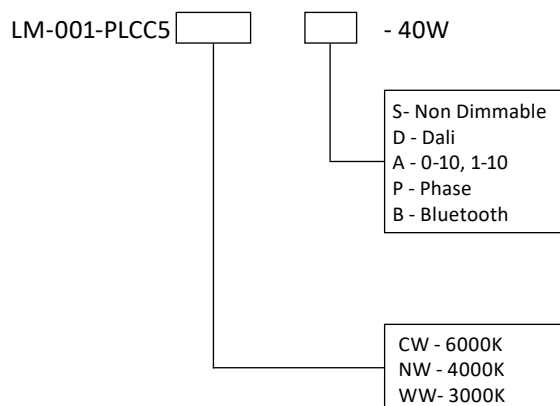 LM-001-PLCC5 - 40W
S- Non Dimmable
D - Dali
A - 0-10, 1-10
P - Phase
B - Bluetooth
CW - 6000K
NW - 4000K
WW- 3000K